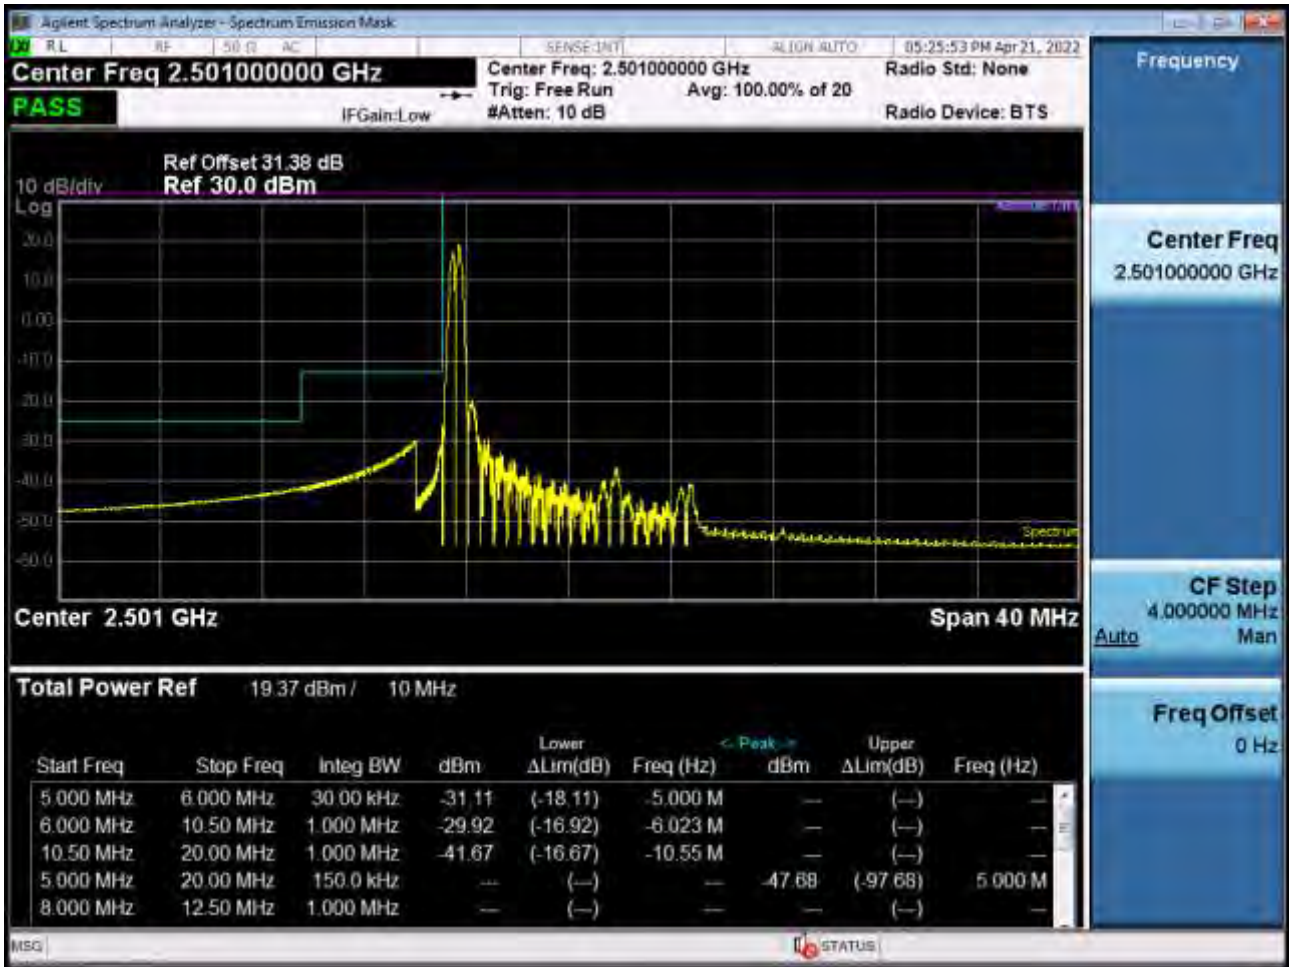 Agilent Spectrum Analyzer - Spectrum Emission Mask
RL RF 50 Ω AC SENSE:INT ALIGN AUTO 05:25:53 PM Apr 21, 2022
Center Freq 2.501000000 GHz
Center Freq: 2.501000000 GHz
Radio Std: None
Trig: Free Run
Avg: 100.00% of 20
PASS
IFGain:Low
#Atten: 10 dB
Radio Device: BTS
Ref Offset 31.38 dB
10 dB/div
Ref 30.0 dBm
Log
20.0
10.0
0.00
-10.0
-20.0
-30.0
-40.0
-50.0
-60.0
Spectrum
Center 2.501 GHz
Span 40 MHz
Total Power Ref 19.37 dBm / 10 MHz
Lower <- Peak -> Upper
Start Freq Stop Freq Integ BW dBm ΔLim(dB) Freq (Hz) dBm ΔLim(dB) Freq (Hz)
5.000 MHz 6.000 MHz 30.00 kHz -31.11 (-18.11) -5.000 M --- (---) ---
6.000 MHz 10.50 MHz 1.000 MHz -29.92 (-16.92) -6.023 M --- (---) ---
10.50 MHz 20.00 MHz 1.000 MHz -41.67 (-16.67) -10.55 M --- (---) ---
5.000 MHz 20.00 MHz 150.0 kHz --- (---) --- -47.68 (-97.68) 5.000 M
8.000 MHz 12.50 MHz 1.000 MHz --- (---) --- --- (---) ---
MSG
STATUS
Frequency
Center Freq
2.501000000 GHz
CF Step
4.000000 MHz
Auto Man
Freq Offset
0 Hz